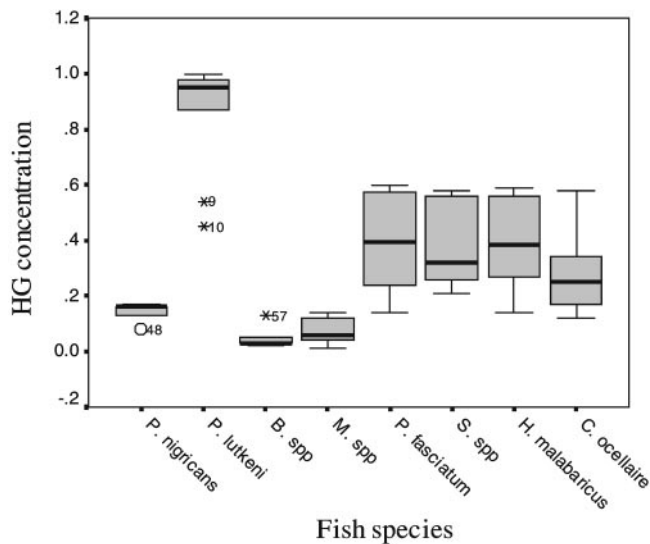 1.2
1.0
.8
.6
.4
.2
0.0
-.2
HG concentration
9
10
48
57
P. nigricans
P. lutkeni
B. spp
M. spp
P. fasciatum
S. spp
H. malabaricus
C. ocellaire
Fish species